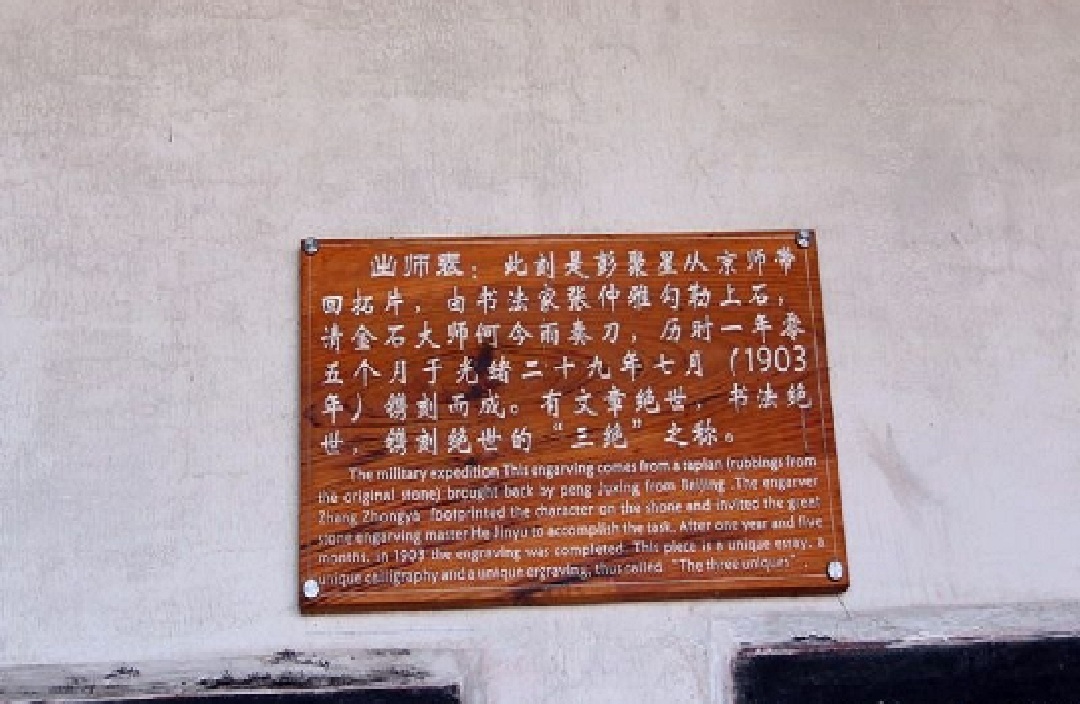 出师表：此刻是彭聚星从京师带
回拓片，由书法家张仲雅勾勒上石，
请金石大师何今雨奏刀，历时一年零
五个月于光绪二十九年七月（1903
年）镌刻而成。有文章绝世，书法绝
世，镌刻绝世的“三绝”之称。
The military expedition This engarving comes from a tapian (rubbings from
the original stone) brought back by peng Juxing from Beijing .The engarver
Zhang Zhongya footprinted the character on the shone and invited the great
stone engarving master He Jinyu to accomplish the task. After one year and five
months, in 1903 the engraving was completed. This piece is a unique essay, a
unique calligraphy and a unique ergraving, thus called "The three uniques".